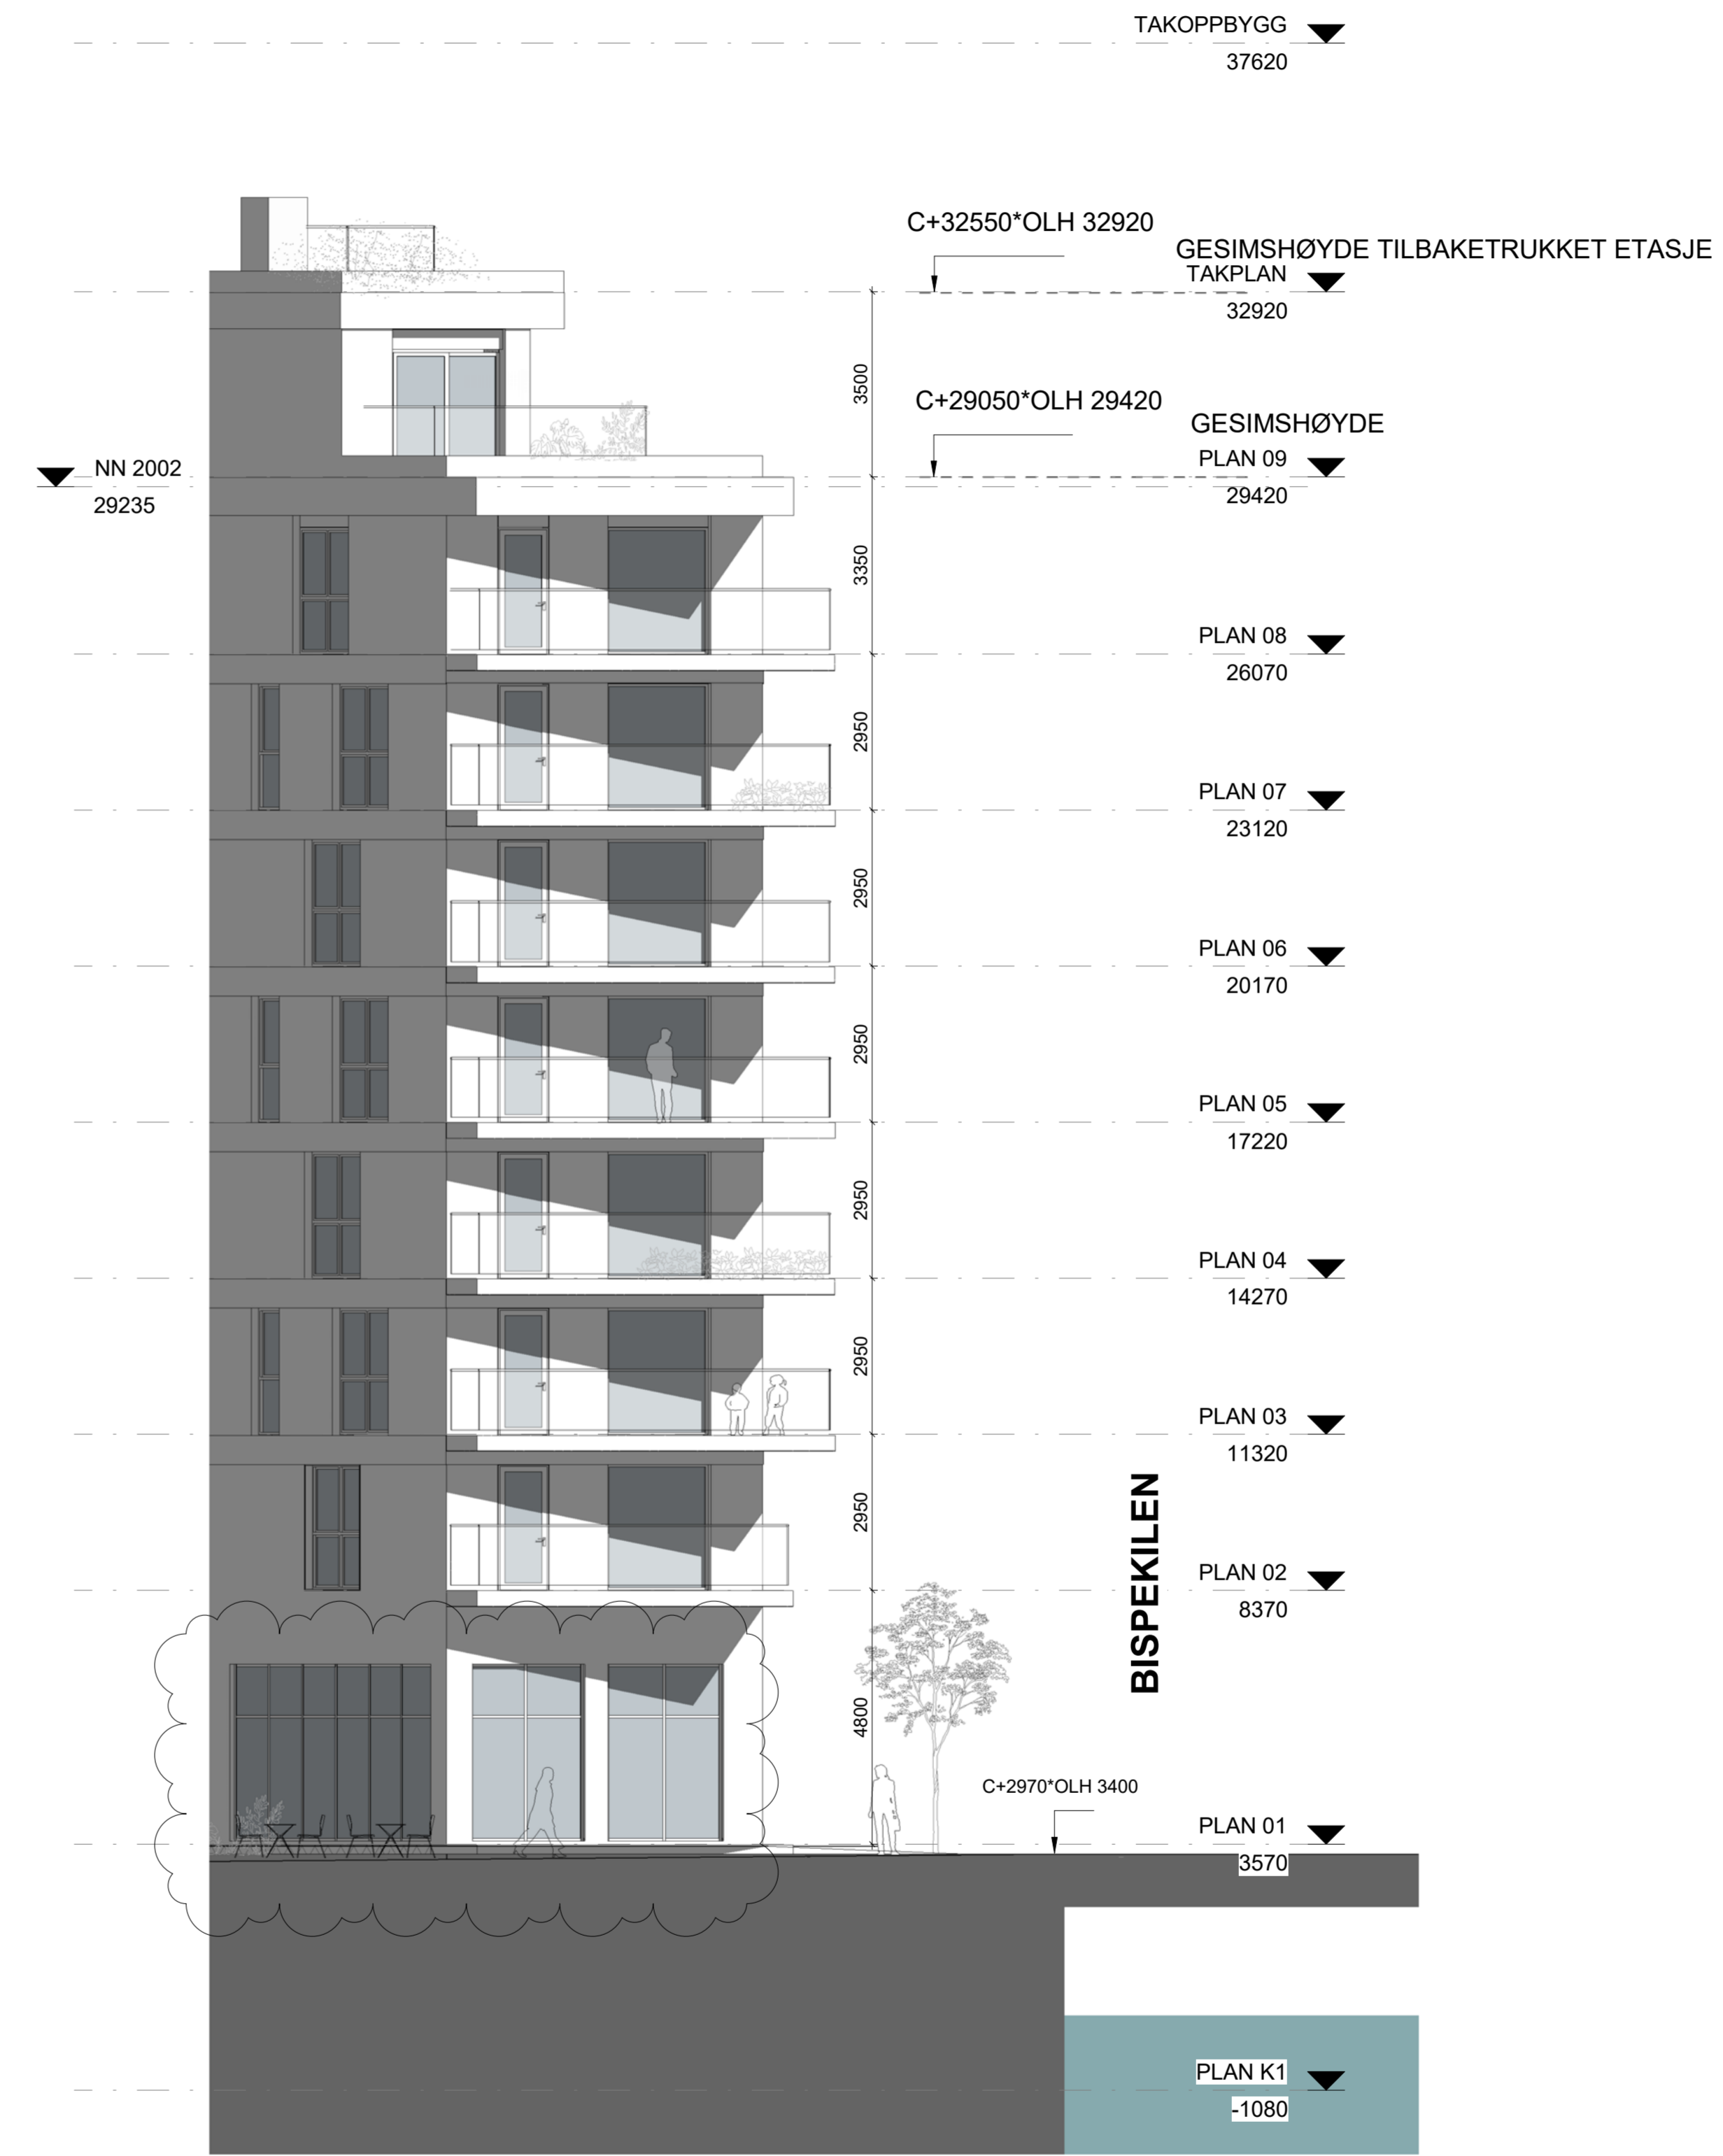 TAKOPPBYGG
37620
C+32550*OLH 32920
GESIMSHØYDE TILBAKETRUKKET ETASJE
TAKPLAN
32920
3500
C+29050*OLH 29420
GESIMSHØYDE
PLAN 09
29420
NN 2002
29235
3350
PLAN 08
26070
2950
PLAN 07
23120
2950
PLAN 06
20170
2950
PLAN 05
17220
2950
PLAN 04
14270
2950
PLAN 03
11320
2950
BISPEKILEN
PLAN 02
8370
4800
C+2970*OLH 3400
PLAN 01
3570
PLAN K1
-1080